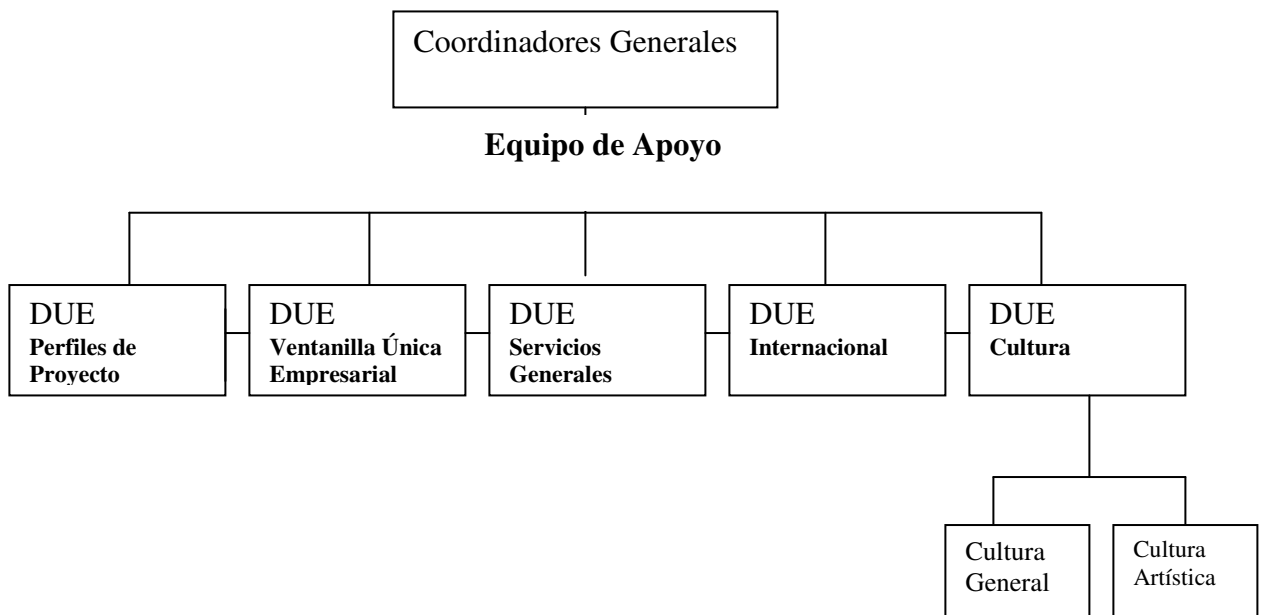 Coordinadores Generales
Equipo de Apoyo
DUE
Perfiles de
Proyecto
DUE
Ventanilla Única
Empresarial
DUE
Servicios
Generales
DUE
Internacional
DUE
Cultura
Cultura
General
Cultura
Artística